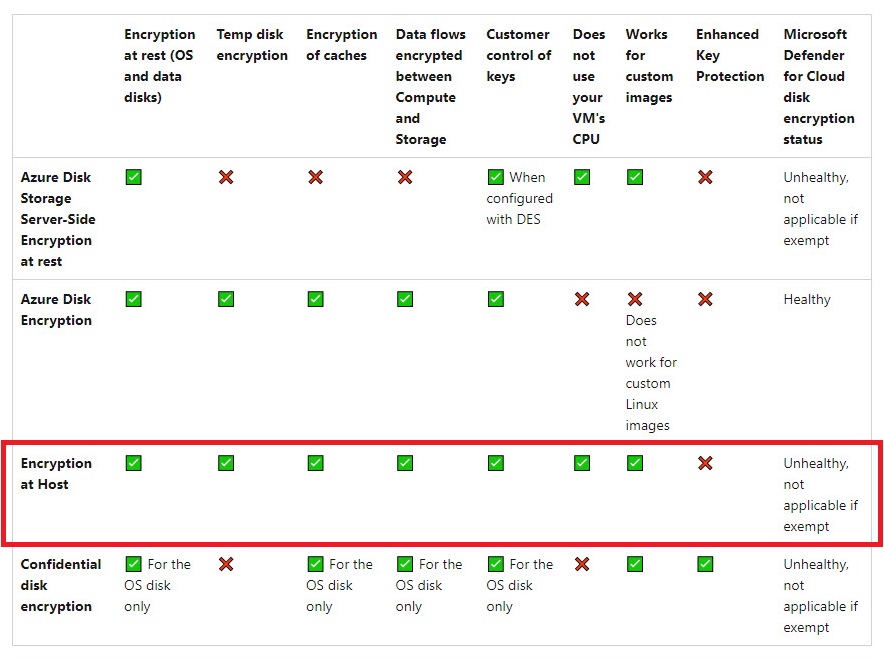 Encryption at rest (OS and data disks)
Temp disk encryption
Encryption of caches
Data flows encrypted between Compute and Storage
Customer control of keys
Does not use your VM's CPU
Works for custom images
Enhanced Key Protection
Microsoft Defender for Cloud disk encryption status
Azure Disk Storage Server-Side Encryption at rest
✅
❌
❌
❌
✅ When configured with DES
✅
✅
❌
Unhealthy, not applicable if exempt
Azure Disk Encryption
✅
✅
✅
✅
✅
❌
❌ Does not work for custom Linux images
❌
Healthy
Encryption at Host
✅
✅
✅
✅
✅
✅
✅
❌
Unhealthy, not applicable if exempt
Confidential disk encryption
✅ For the OS disk only
❌
✅ For the OS disk only
✅ For the OS disk only
✅ For the OS disk only
❌
✅
✅
Unhealthy, not applicable if exempt